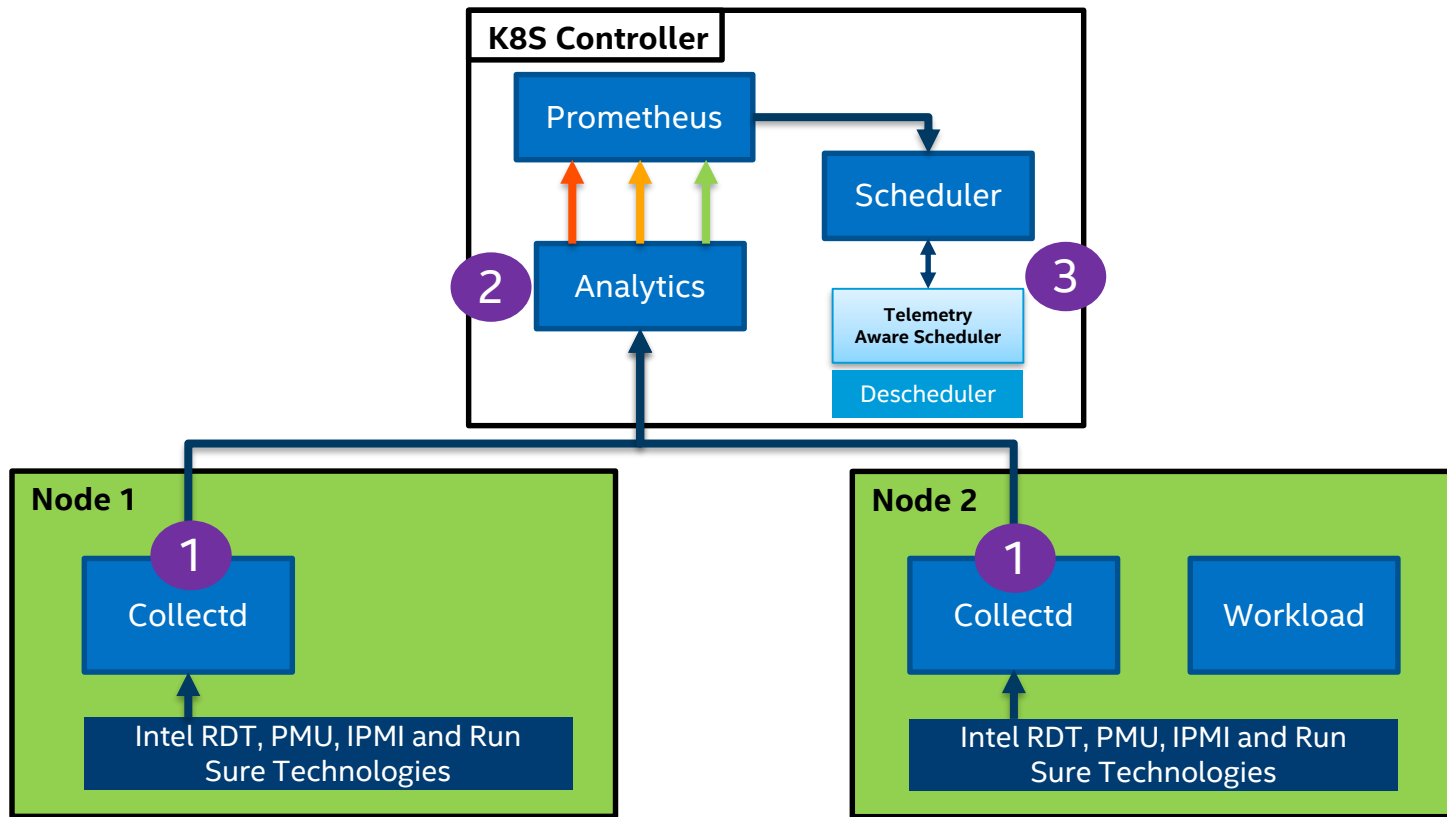 K8S Controller
Prometheus
Scheduler
2
Analytics
3
Telemetry
Aware Scheduler
Descheduler
Node 1
1
Collectd
Intel RDT, PMU, IPMI and Run
Sure Technologies
Node 2
1
Collectd
Workload
Intel RDT, PMU, IPMI and Run
Sure Technologies